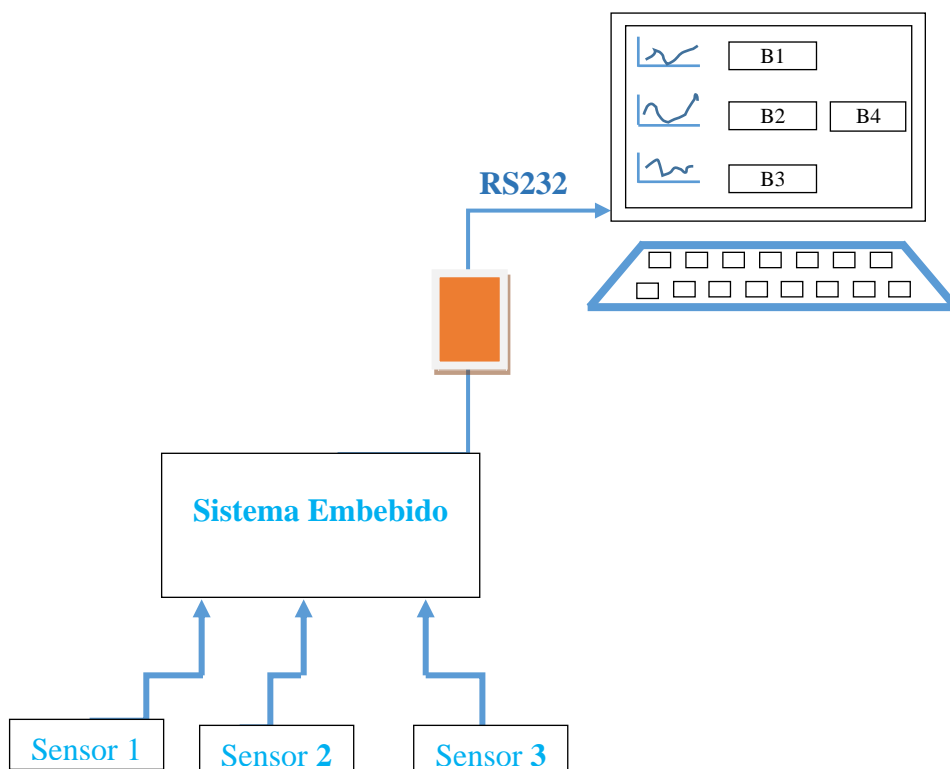 B1
B2
B4
B3
RS232
Sistema Embebido
Sensor 1
Sensor 2
Sensor 3